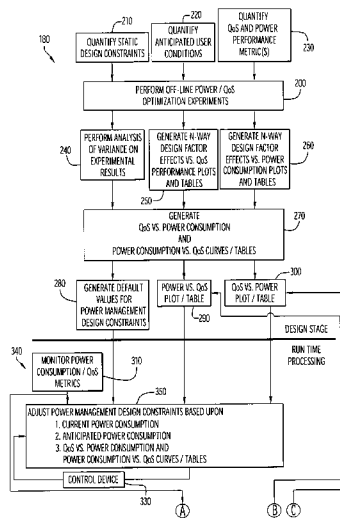 210
220
QUANTIFY
QoS AND POWER
PERFORMANCE
METRIC(S)
180
QUANTIFY STATIC
DESIGN CONSTRAINTS
QUANTIFY
ANTICIPATED USER
CONDITIONS
230
PERFORM OFF-LINE POWER / QoS
OPTIMIZATION EXPERIMENTS
200
240
PERFORM ANALYSIS
OF VARIANCE ON
EXPERIMENTAL
RESULTS
GENERATE N-WAY
DESIGN FACTOR
EFFECTS VS. QoS
PERFORMANCE PLOTS
AND TABLES
GENERATE N-WAY
DESIGN FACTOR
EFFECTS VS. POWER
CONSUMPTION PLOTS
AND TABLES
260
250
GENERATE
QoS VS. POWER CONSUMPTION
AND
POWER CONSUMPTION VS. QoS CURVES / TABLES
270
280
300
GENERATE DEFAULT
VALUES FOR
POWER MANAGEMENT
DESIGN CONSTRAINTS
POWER VS. QoS
PLOT / TABLE
QoS VS. POWER
PLOT / TABLE
290
DESIGN STAGE
RUN TIME
PROCESSING
340
310
MONITOR POWER
CONSUMPTION / QoS
METRICS
350
ADJUST POWER MANAGEMENT DESIGN CONSTRAINTS BASED UPON
1. CURRENT POWER CONSUMPTION
2. ANTICIPATED POWER CONSUMPTION
3. QoS VS. POWER CONSUMPTION AND
POWER CONSUMPTION VS. QoS CURVES / TABLES
CONTROL DEVICE
330
A
B
C